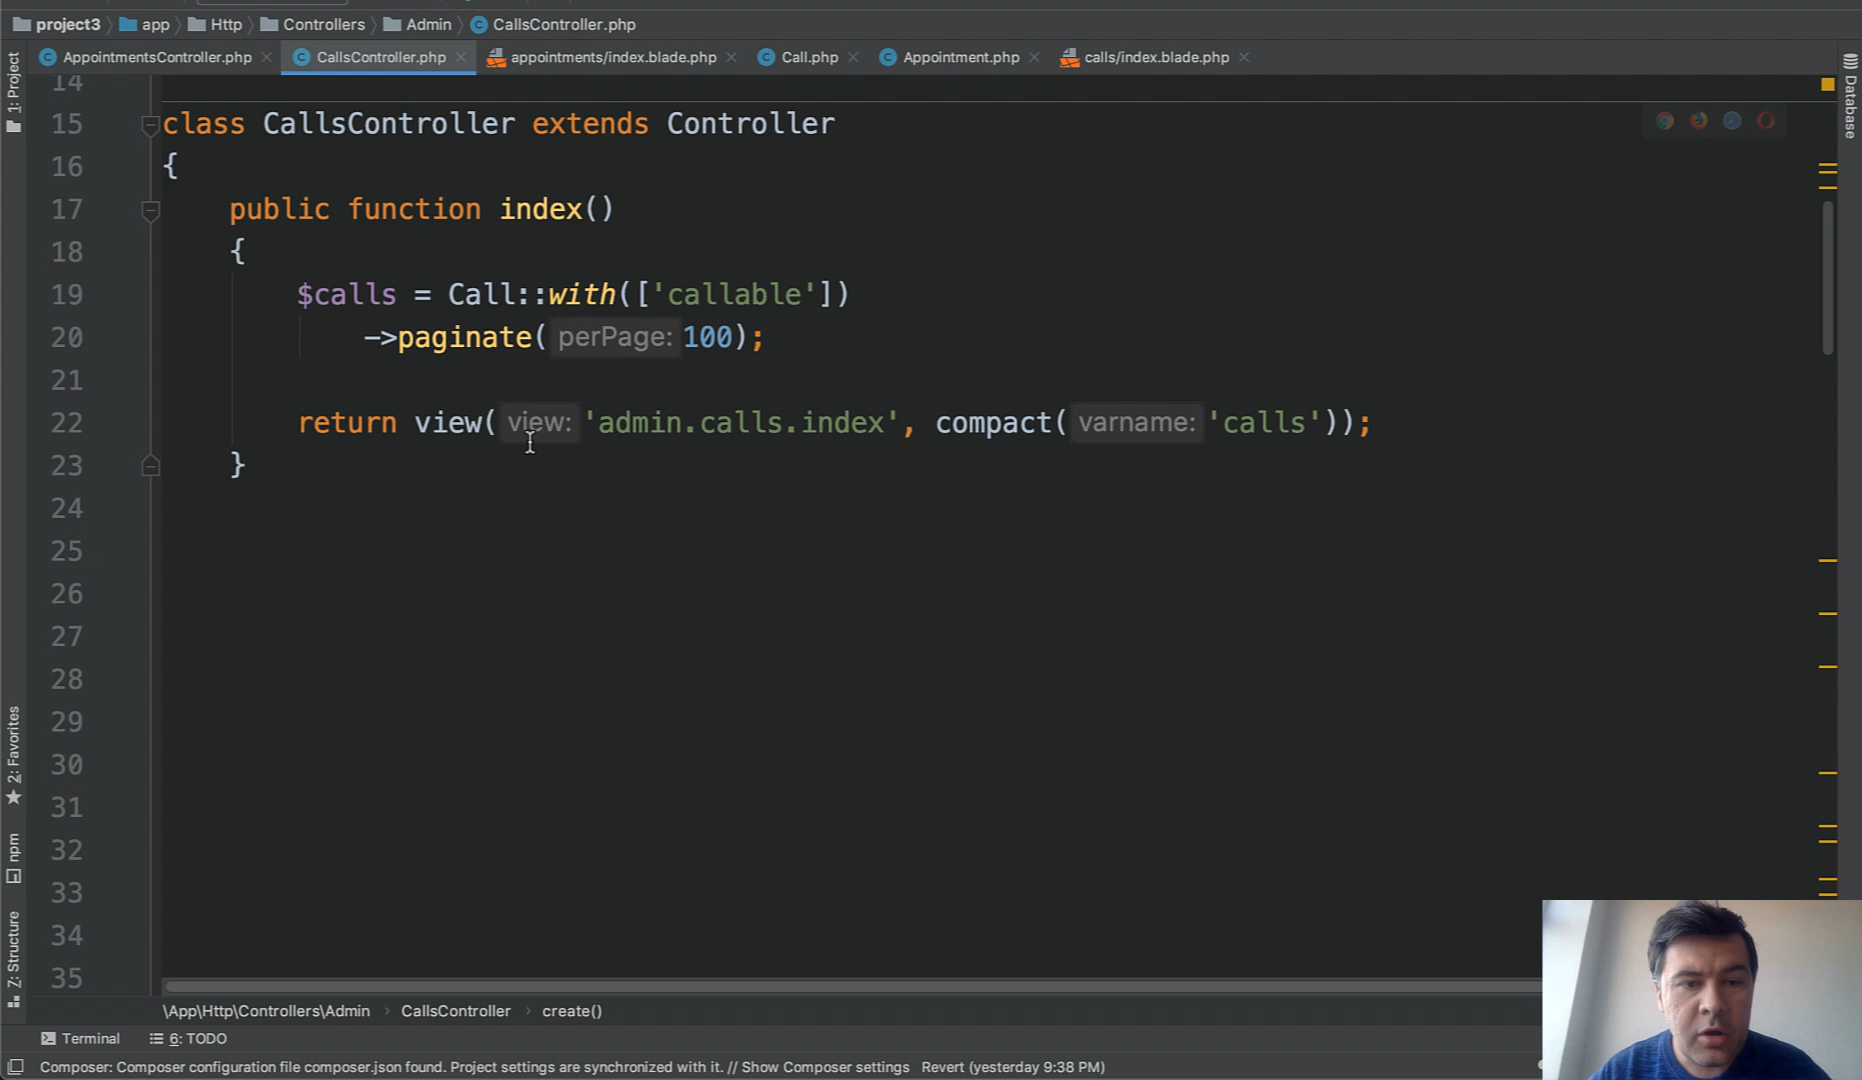 project3 app Http Controllers Admin CallsController.php
AppointmentsController.php CallsController.php appointments/index.blade.php Call.php Appointment.php calls/index.blade.php
1: Project
Database
14
15 class CallsController extends Controller
16 {
17 public function index()
18 {
19 $calls = Call::with(['callable'])
20 ->paginate( perPage: 100);
21
22 return view( view: 'admin.calls.index', compact( varname: 'calls'));
23 }
24
25
26
27
28
29
30
31
32
33
34
35
2: Favorites
npm
Z: Structure
\App\Http\Controllers\Admin CallsController create()
Terminal 6: TODO
Composer: Composer configuration file composer.json found. Project settings are synchronized with it. // Show Composer settings Revert (yesterday 9:38 PM)